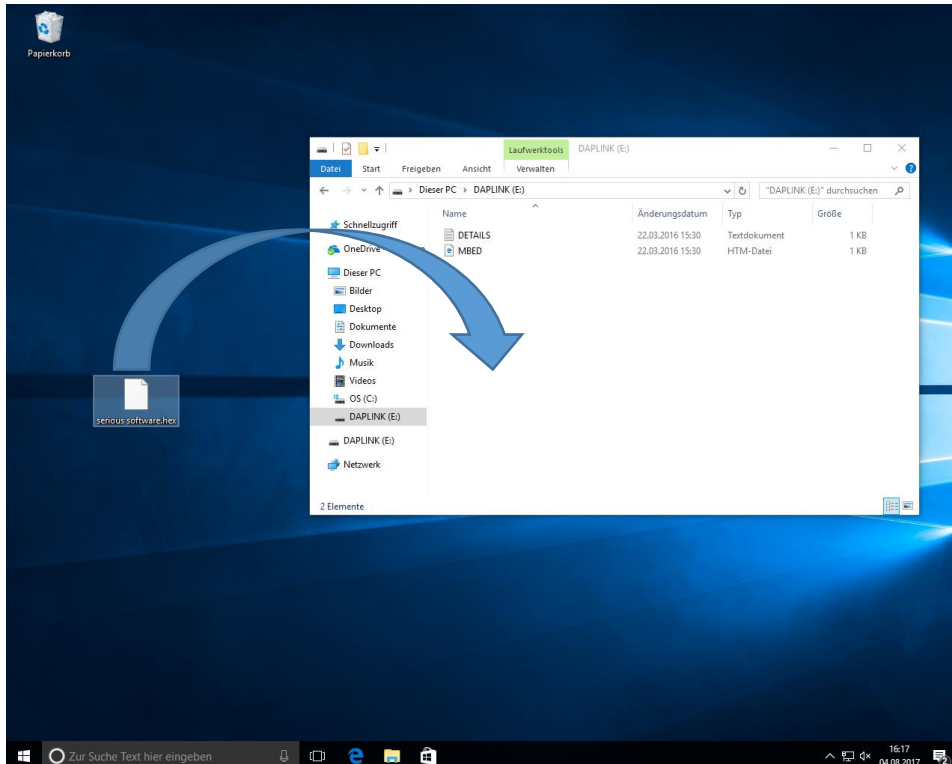 Papierkorb
Laufwerktools DAPLINK (E:)
Datei Start Freigeben Ansicht Verwalten
Dieser PC > DAPLINK (E:) "DAPLINK (E:)" durchsuchen
Name Änderungsdatum Typ Größe
Schnellzugriff
DETAILS 22.03.2016 15:30 Textdokument 1 KB
OneDrive
MBED 22.03.2016 15:30 HTM-Datei 1 KB
Dieser PC
Bilder
Desktop
Dokumente
Downloads
Musik
Videos
OS (C:)
DAPLINK (E:)
DAPLINK (E:)
Netzwerk
serious software.hex
2 Elemente
Zur Suche Text hier eingeben
16:17
04.08.2017